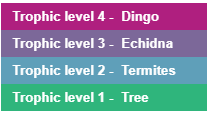 Trophic level 4 - Dingo
Trophic level 3 - Echidna
Trophic level 2 - Termites
Trophic level 1 - Tree